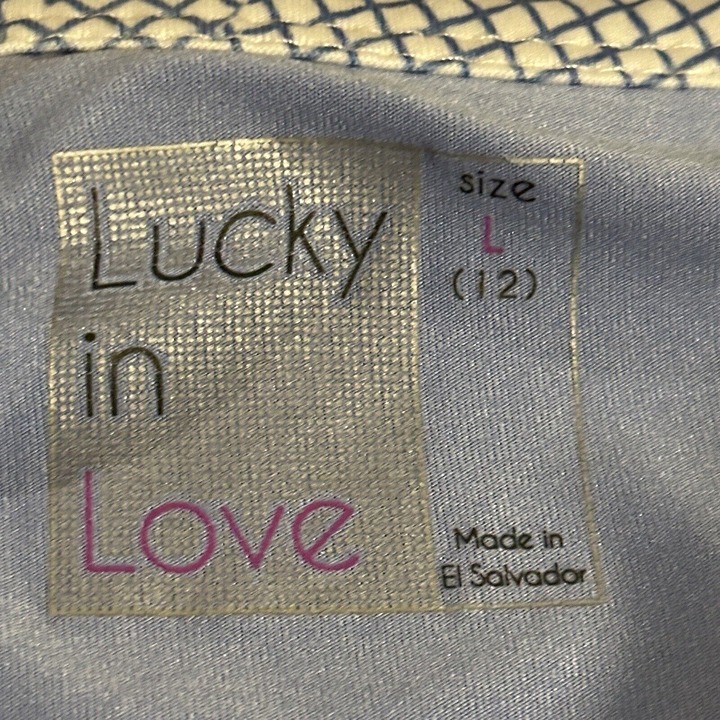 Lucky
in
Love
size
L
(12)
Made in
El Salvador